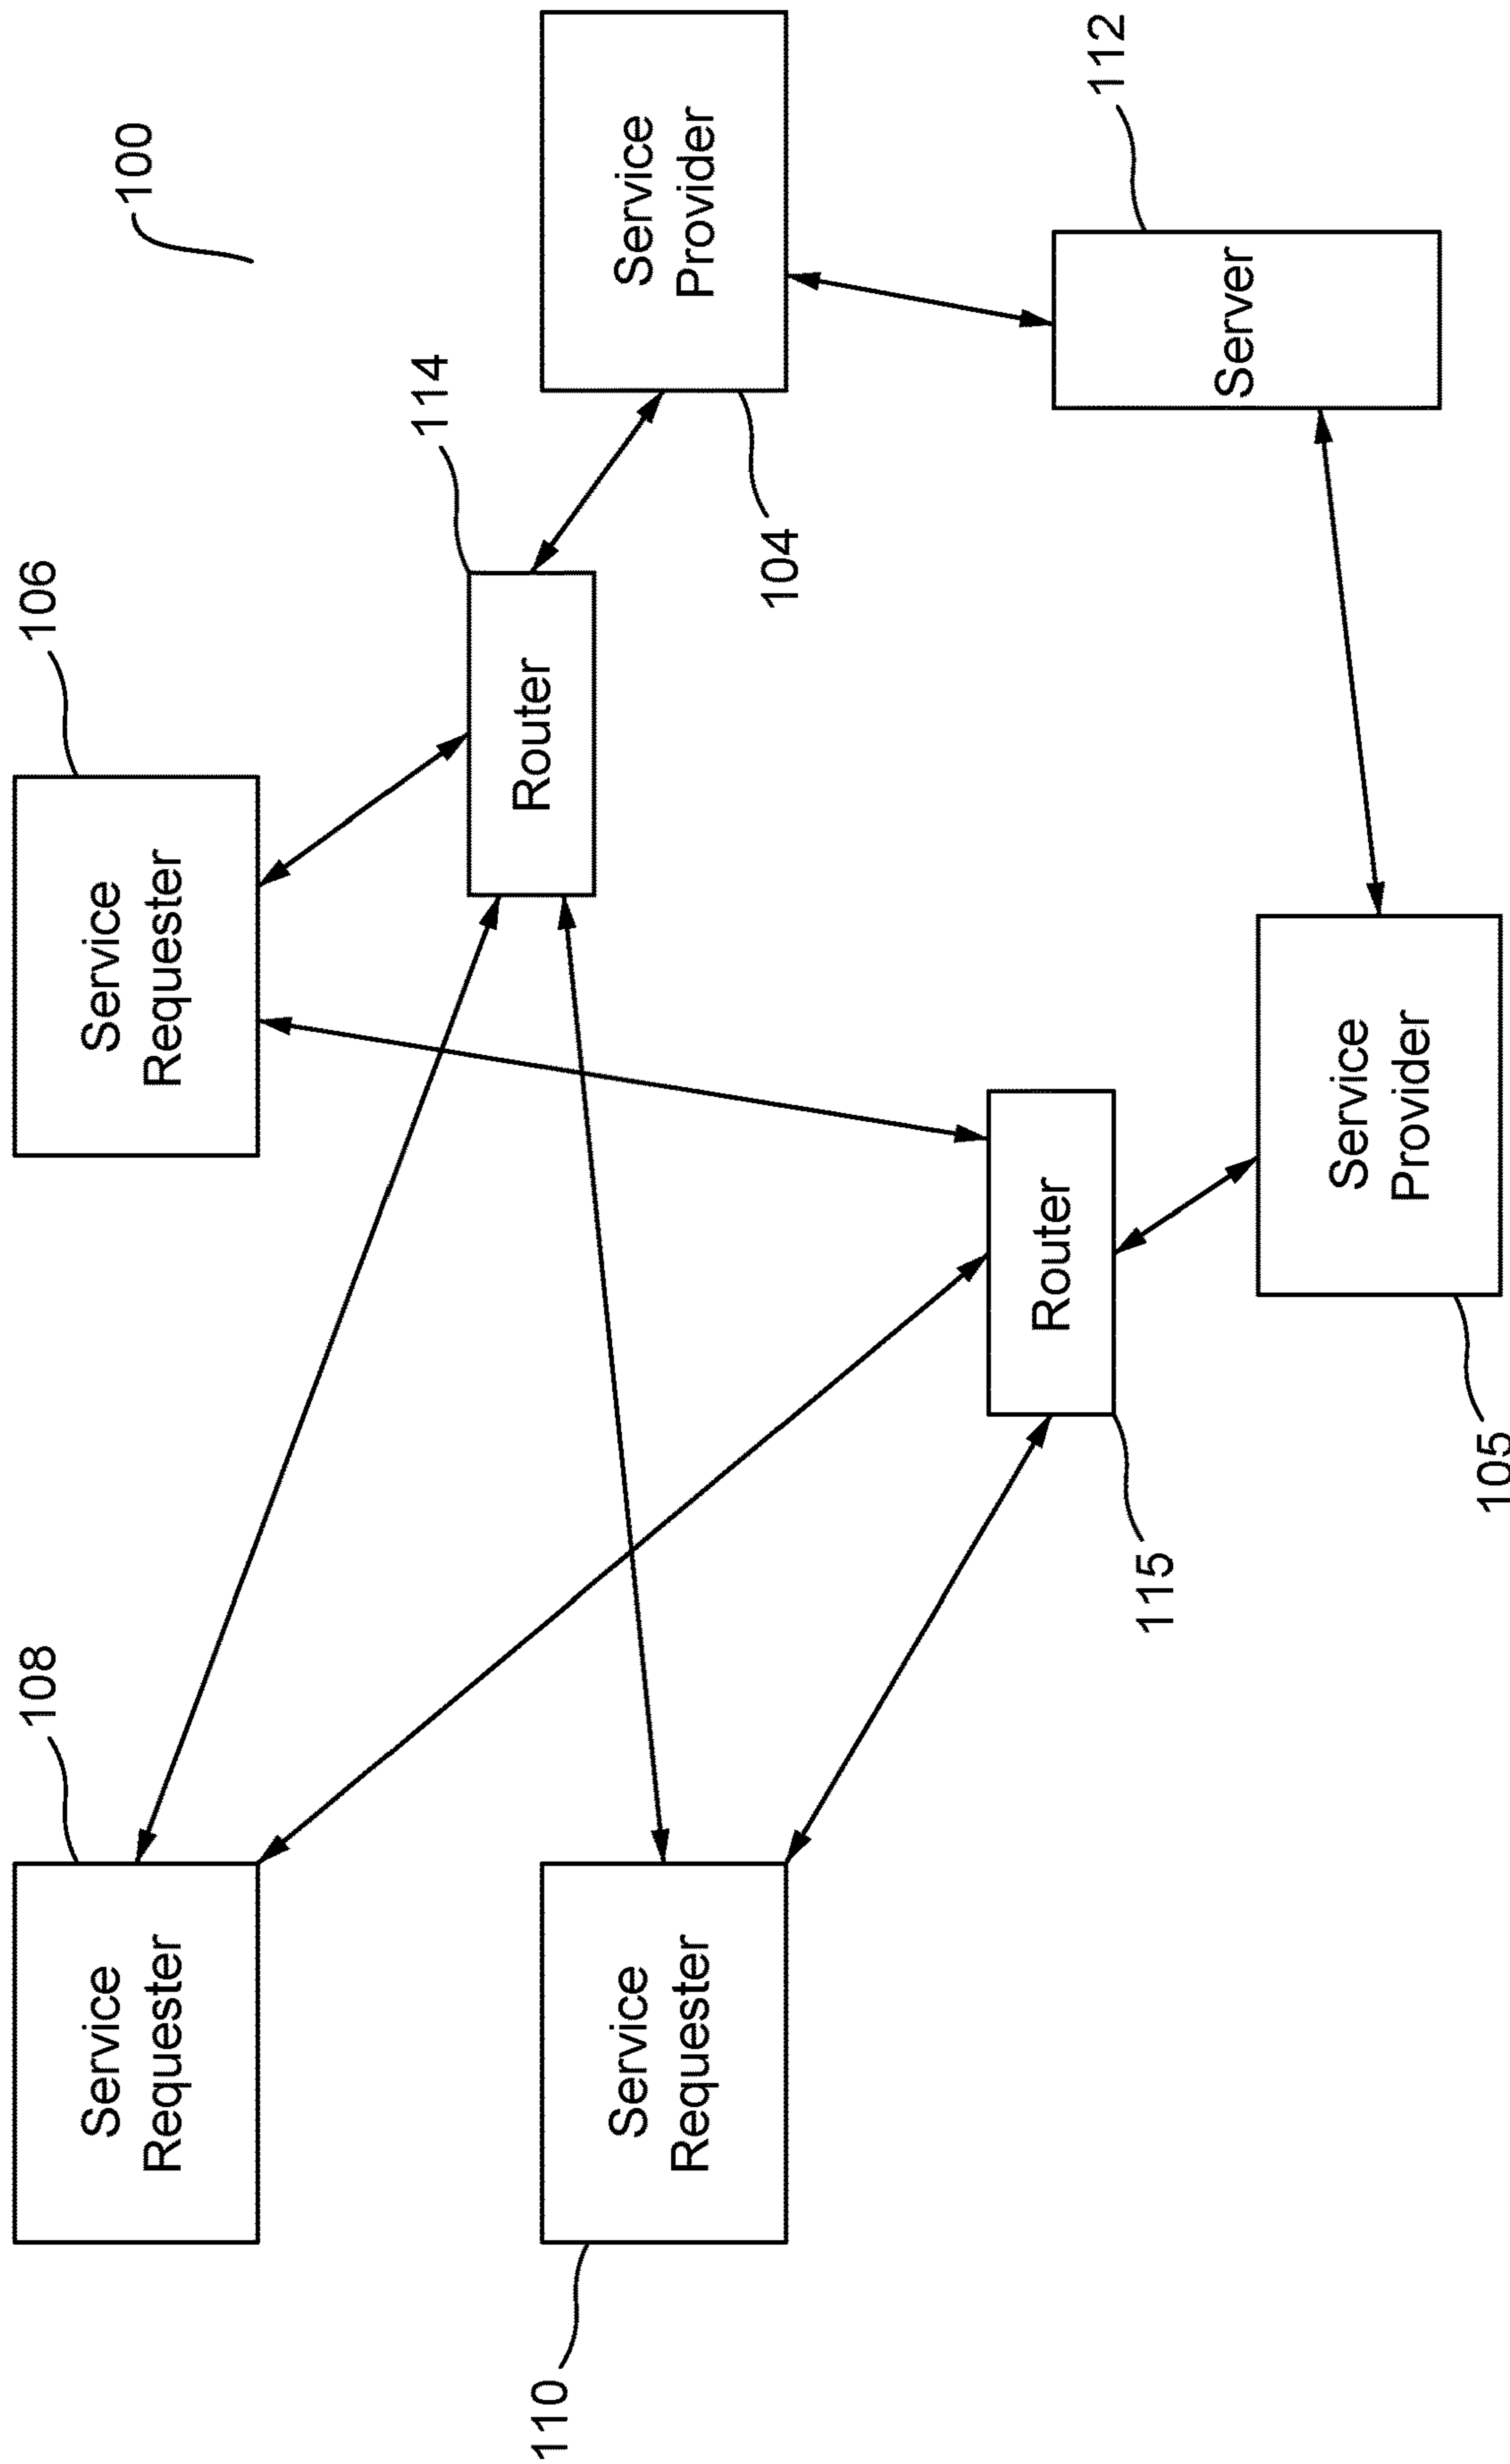 108
106
100
Service
Requester
Service
Requester
114
Router
110
Service
Requester
Service
Provider
104
Router
112
115
Server
Service
Provider
105